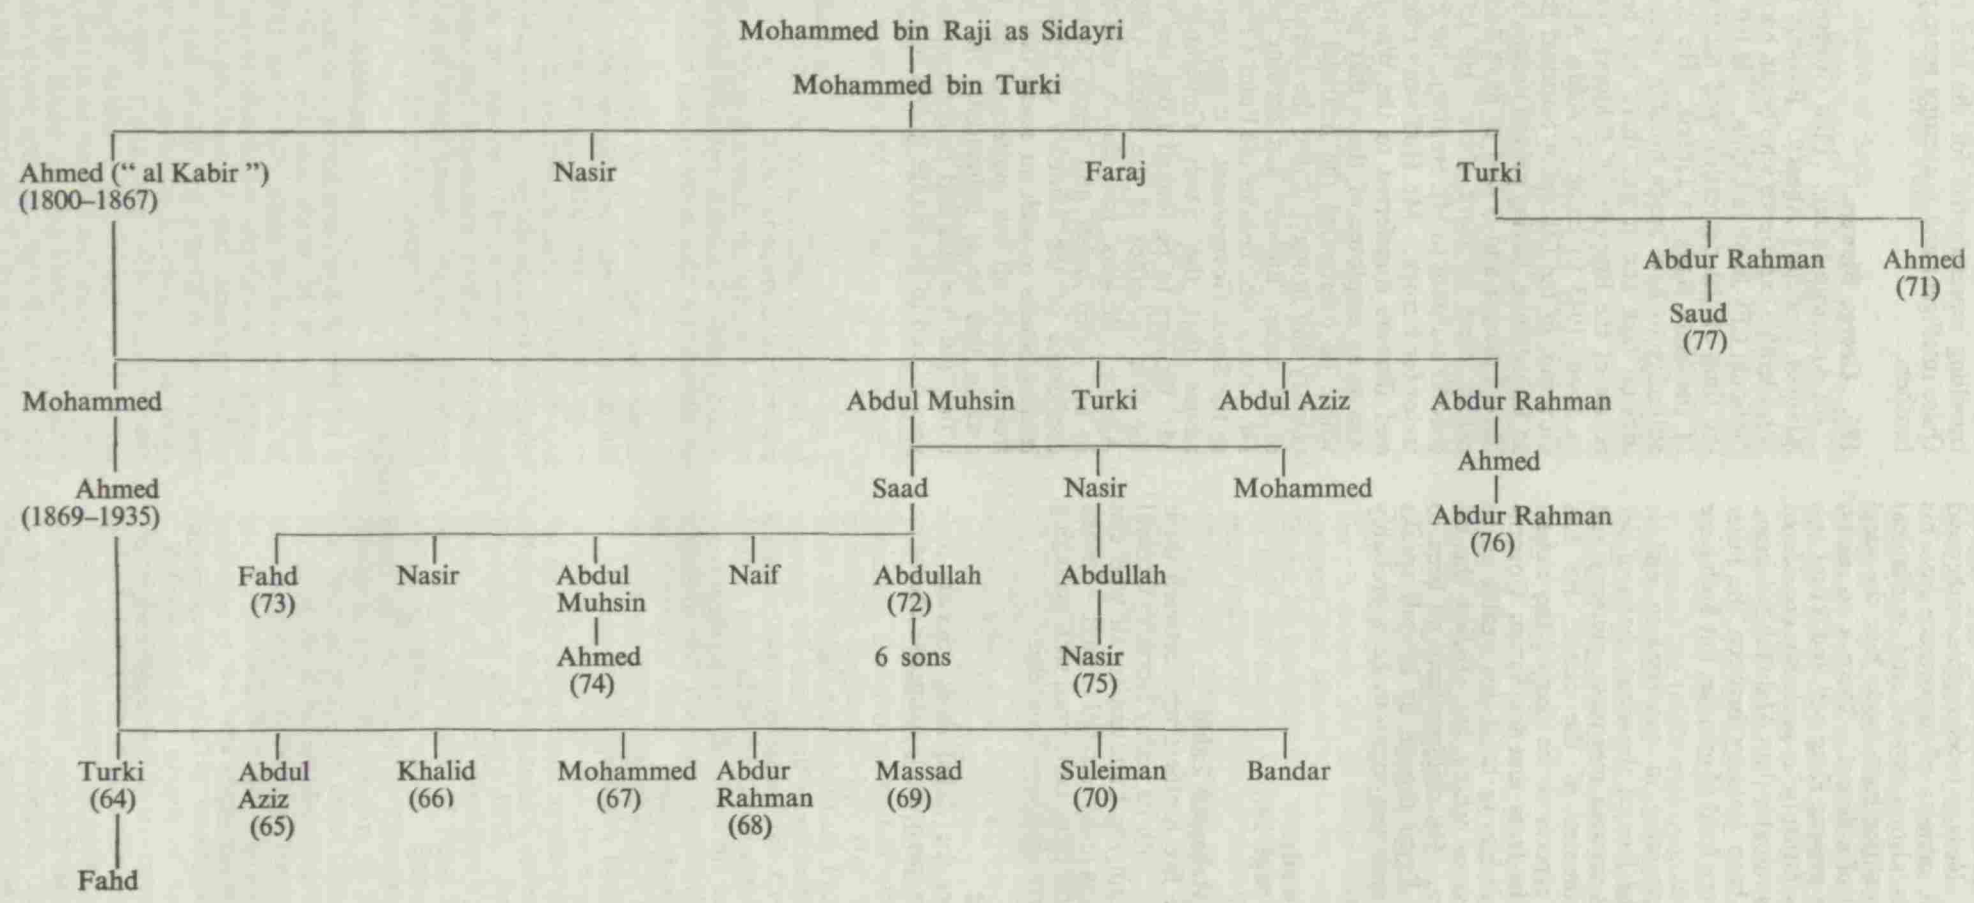 Mohammed bin Raji as Sidayri
Mohammed bin Turki
Ahmed (“ al Kabir ”)
(1800–1867)
Nasir
Faraj
Turki
Abdur Rahman
Ahmed
(71)
Saud
(77)
Mohammed
Abdul Muhsin
Turki
Abdul Aziz
Abdur Rahman
Ahmed
(1869–1935)
Saad
Nasir
Mohammed
Ahmed
Abdur Rahman
(76)
Fahd
(73)
Nasir
Abdul
Muhsin
Naif
Abdullah
(72)
Abdullah
Ahmed
(74)
6 sons
Nasir
(75)
Turki
(64)
Abdul
Aziz
(65)
Khalid
(66)
Mohammed
(67)
Abdur
Rahman
(68)
Massad
(69)
Suleiman
(70)
Bandar
Fahd